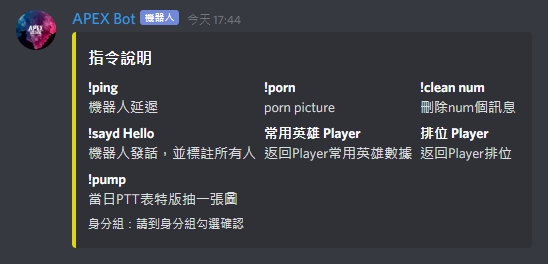 APEX
APEX Bot 機器人 今天 17:44
指令說明
!ping !porn !clean num
機器人延遲 porn picture 刪除num個訊息
!sayd Hello 常用英雄 Player 排位 Player
機器人發話，並標註所有人 返回Player常用英雄數據 返回Player排位
!pump
當日PTT表特版抽一張圖
身分組：請到身分組勾選確認